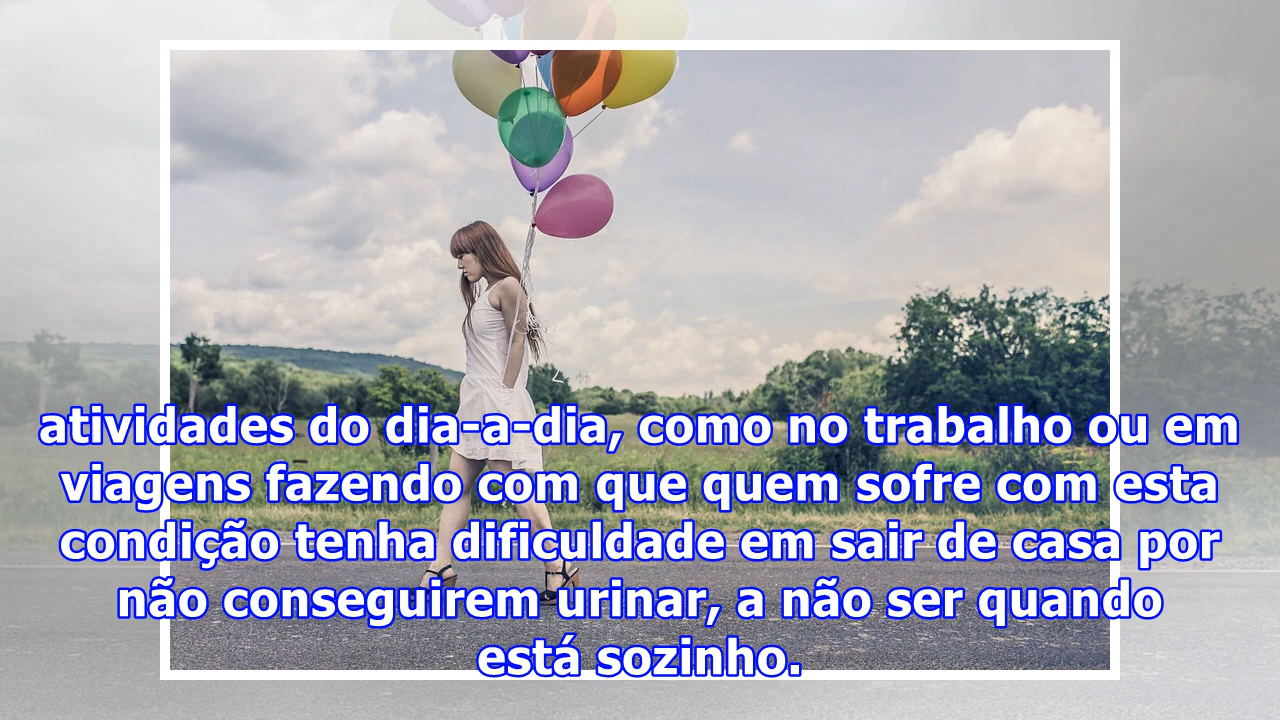 atividades do dia-a-dia, como no trabalho ou em
viagens fazendo com que quem sofre com esta
condição tenha dificuldade em sair de casa por
não conseguirem urinar, a não ser quando
está sozinho.